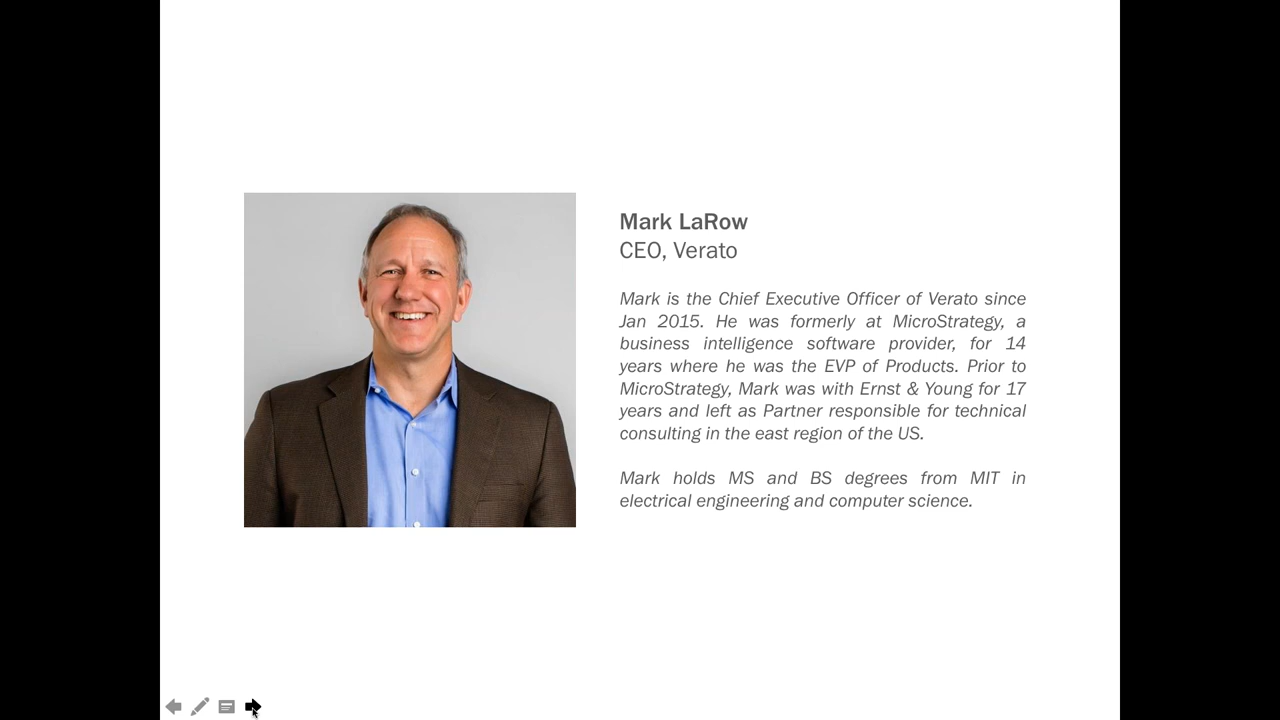 Mark LaRow
CEO, Verato
Mark is the Chief Executive Officer of Verato since
Jan 2015. He was formerly at MicroStrategy, a
business intelligence software provider, for 14
years where he was the EVP of Products. Prior to
MicroStrategy, Mark was with Ernst & Young for 17
years and left as Partner responsible for technical
consulting in the east region of the US.
Mark holds MS and BS degrees from MIT in
electrical engineering and computer science.